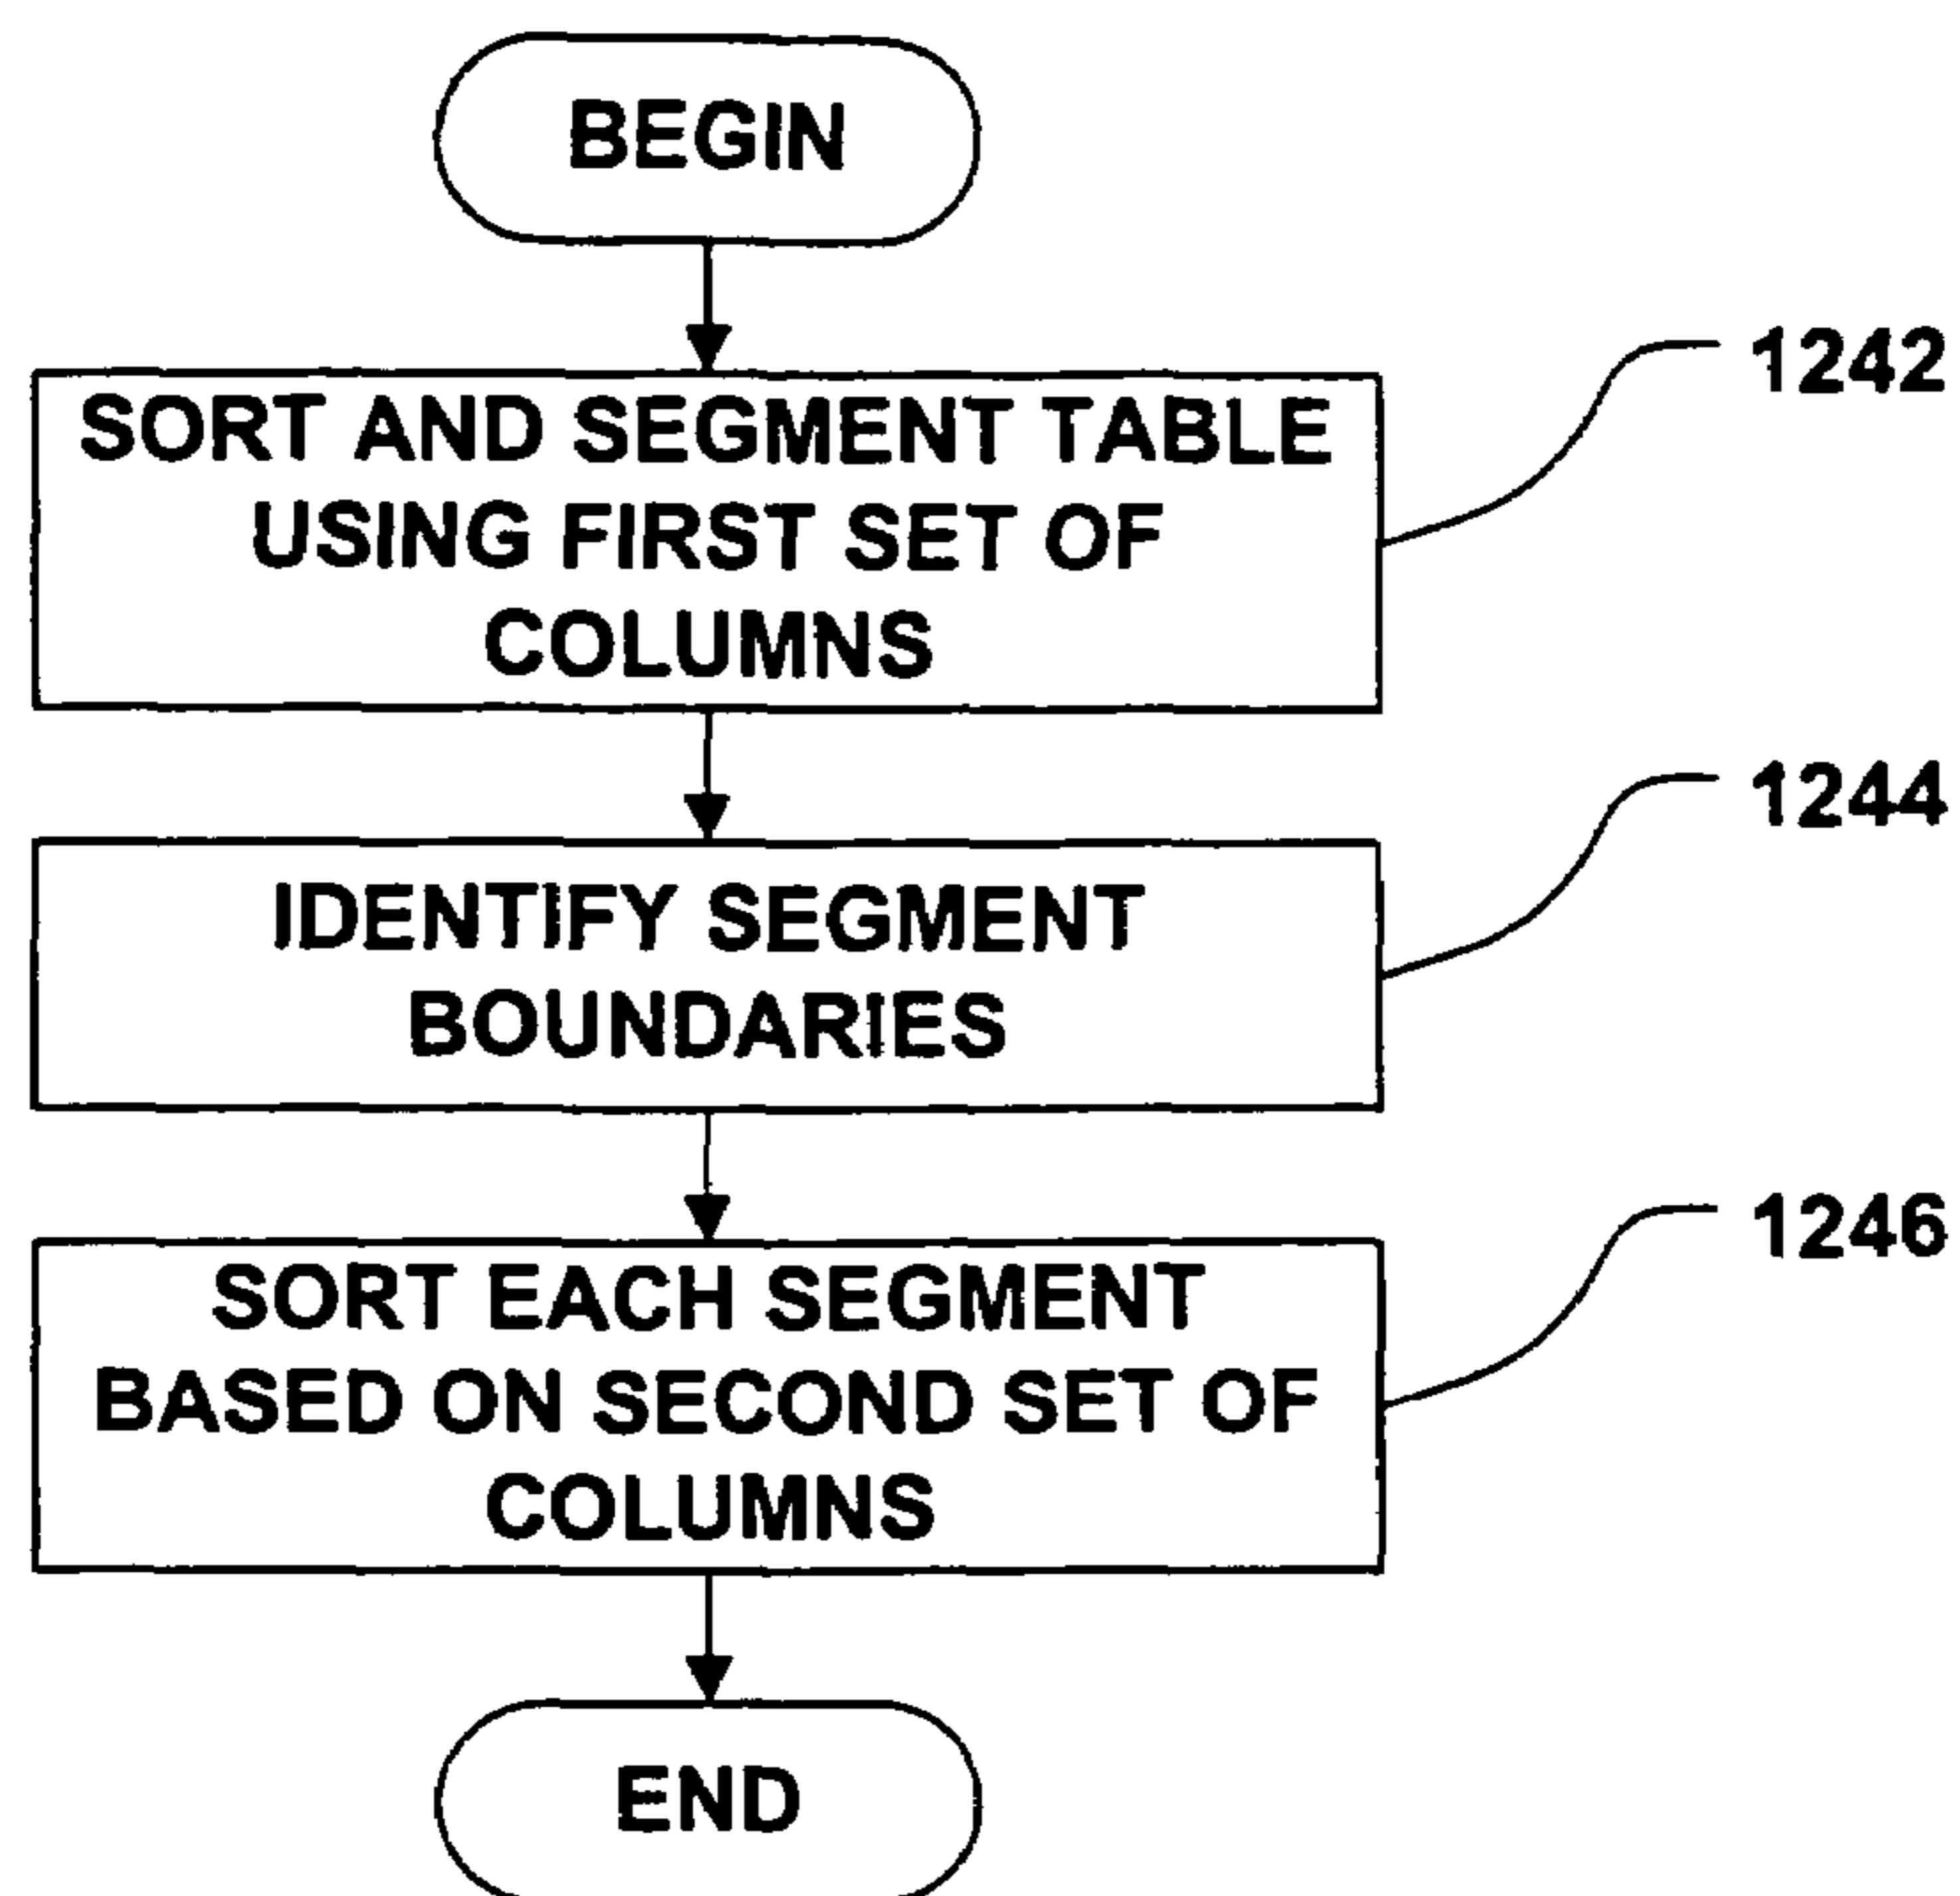 BEGIN
1242
SORT AND SEGMENT TABLE
USING FIRST SET OF
COLUMNS
1244
IDENTIFY SEGMENT
BOUNDARIES
1246
SORT EACH SEGMENT
BASED ON SECOND SET OF
COLUMNS
END